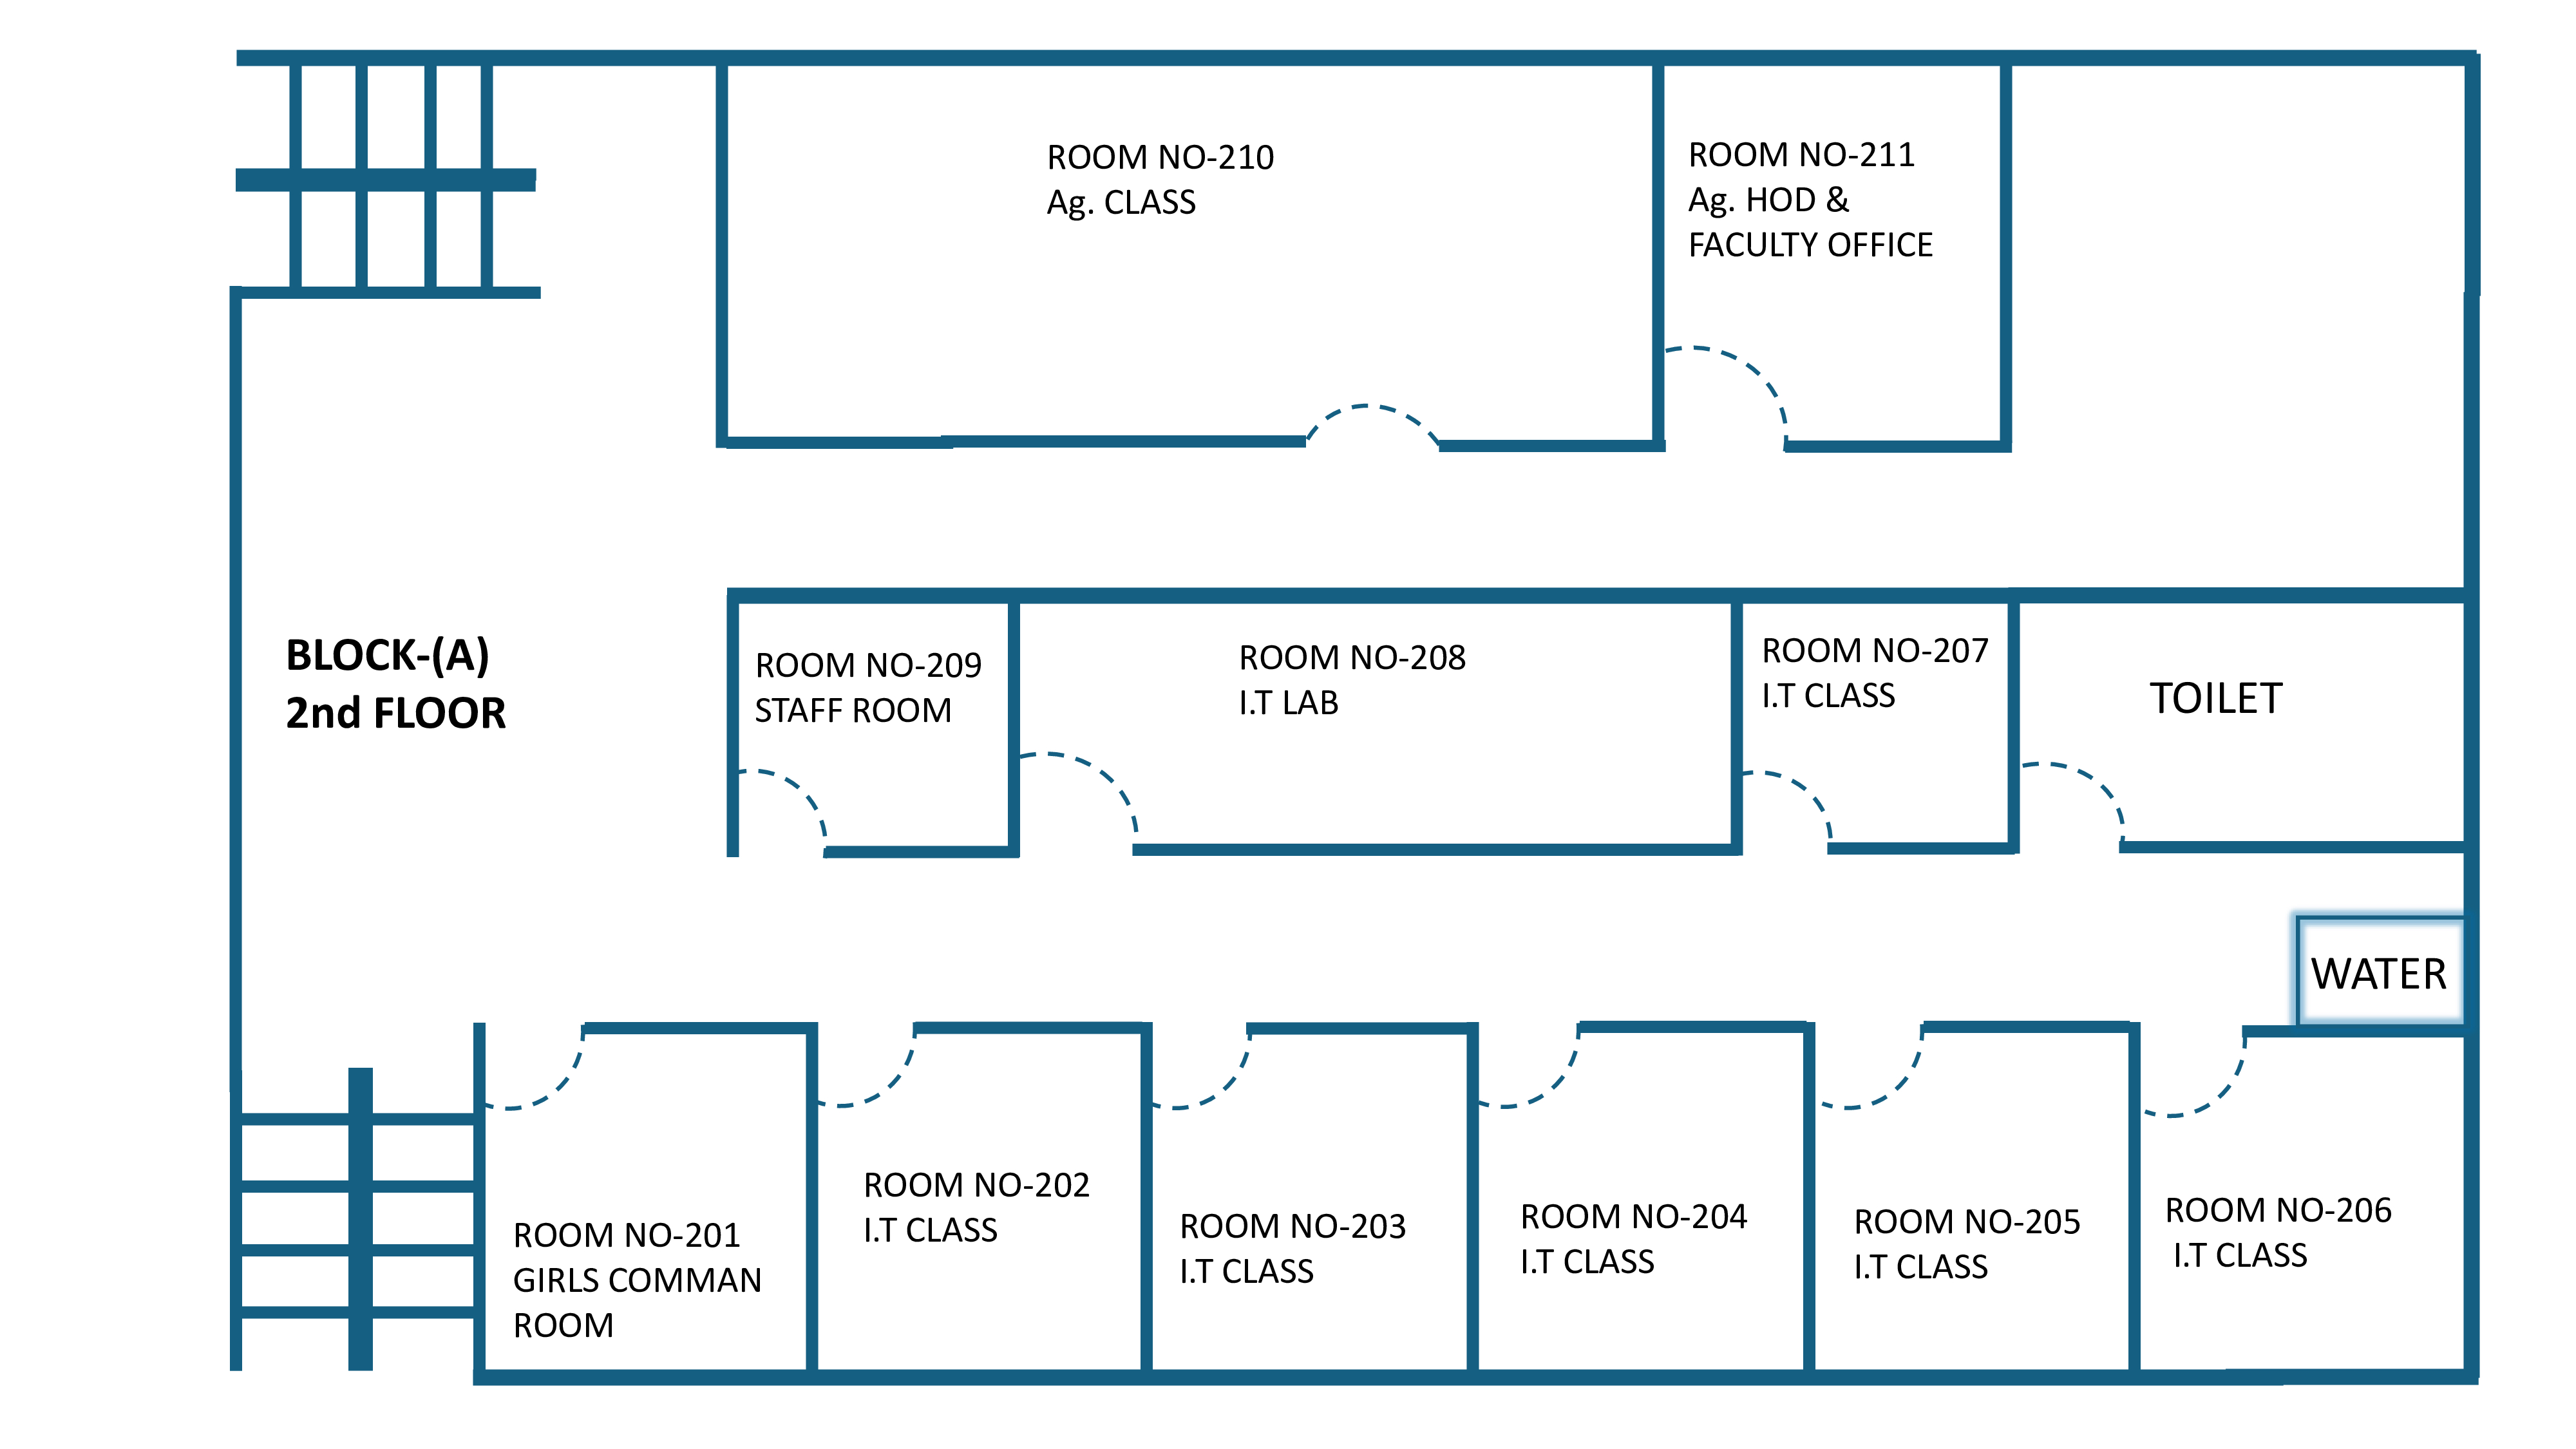 ROOM NO-210
Ag. CLASS
ROOM NO-211
Ag. HOD &
FACULTY OFFICE
BLOCK-(A)
2nd FLOOR
ROOM NO-209
STAFF ROOM
ROOM NO-208
I.T LAB
ROOM NO-207
I.T CLASS
TOILET
WATER
ROOM NO-201
GIRLS COMMAN
ROOM
ROOM NO-202
I.T CLASS
ROOM NO-203
I.T CLASS
ROOM NO-204
I.T CLASS
ROOM NO-205
I.T CLASS
ROOM NO-206
I.T CLASS